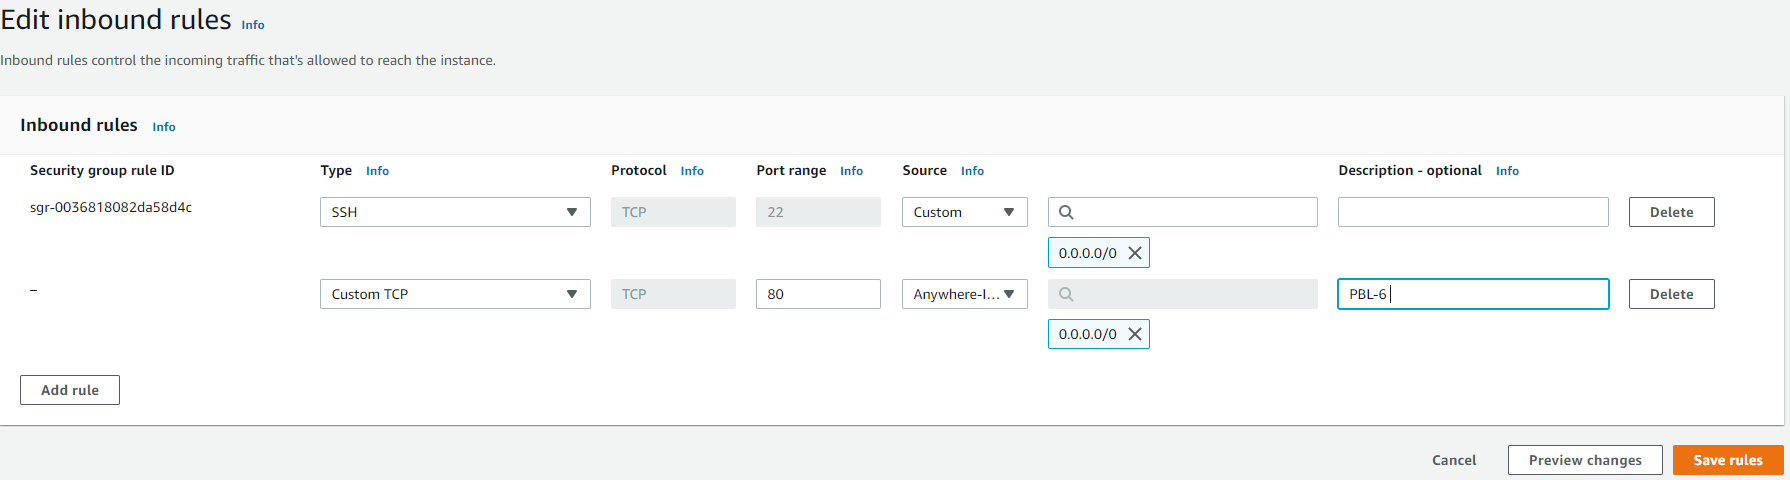 Edit inbound rules Info
Inbound rules control the incoming traffic that's allowed to reach the instance.
Inbound rules Info
Security group rule ID Type Info Protocol Info Port range Info Source Info Description - optional Info
sgr-0036818082da58d4c SSH TCP 22 Custom Delete
0.0.0.0/0
– Custom TCP TCP 80 Anywhere-I... PBL-6 Delete
0.0.0.0/0
Add rule
Cancel Preview changes Save rules